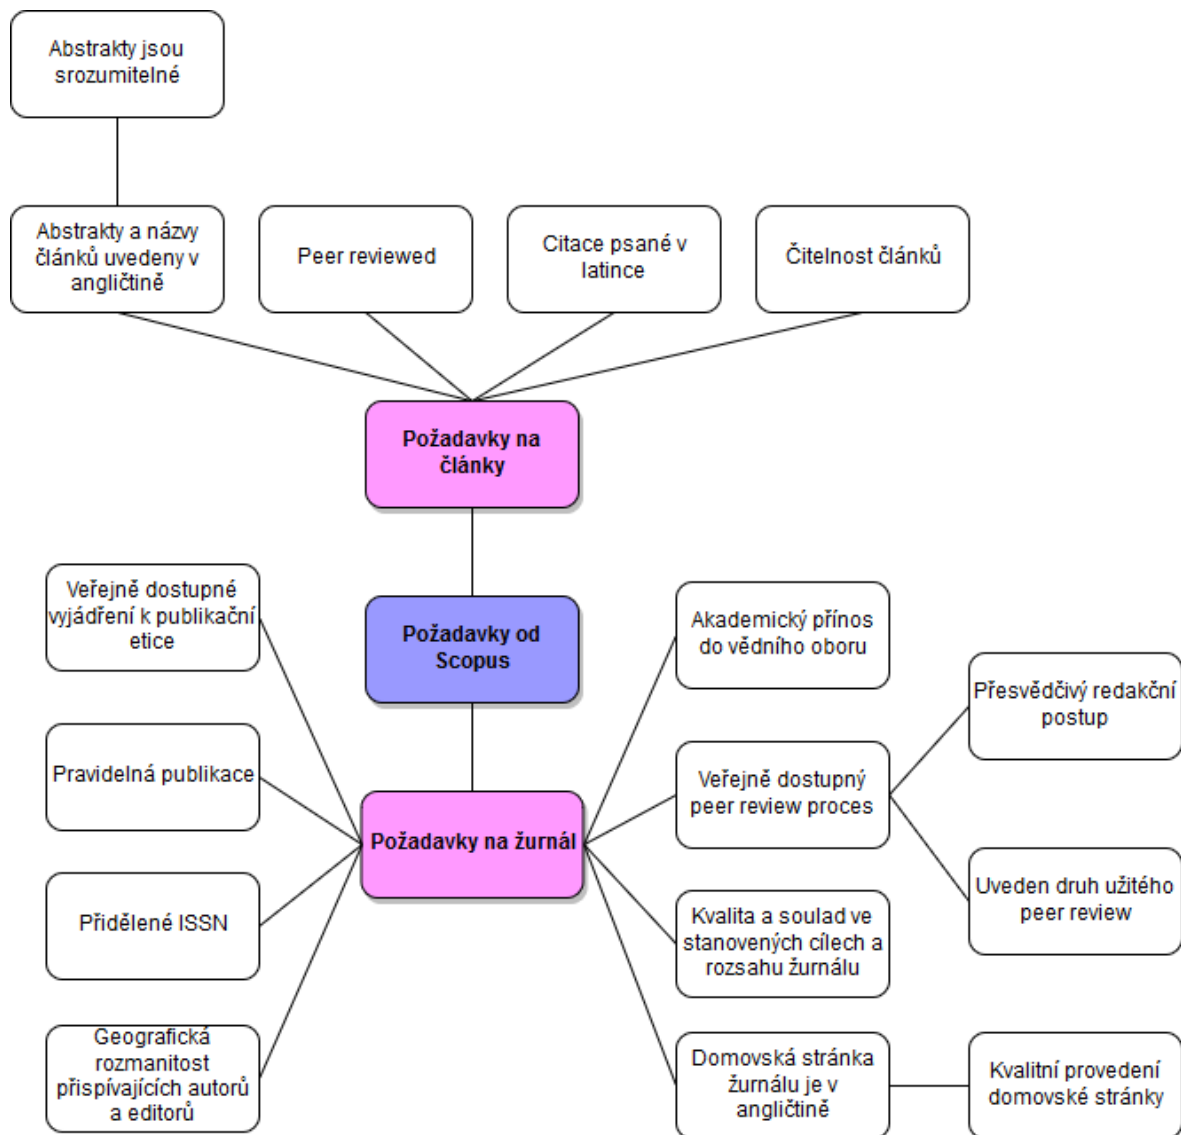 Abstrakty jsou
srozumitelné
Abstrakty a názvy
článků uvedeny v
angličtině
Peer reviewed
Citace psané v
latince
Čitelnost článků
Požadavky na
články
Veřejně dostupné
vyjádření k publikační
etice
Požadavky od
Scopus
Akademický přínos
do vědního oboru
Přesvědčivý redakční
postup
Pravidelná publikace
Veřejně dostupný
peer review proces
Požadavky na žurnál
Uveden druh užitého
peer review
Přidělené ISSN
Kvalita a soulad ve
stanovených cílech a
rozsahu žurnálu
Geografická
rozmanitost
přispívajících autorů
a editorů
Domovská stránka
žurnálu je v
angličtině
Kvalitní provedení
domovské stránky